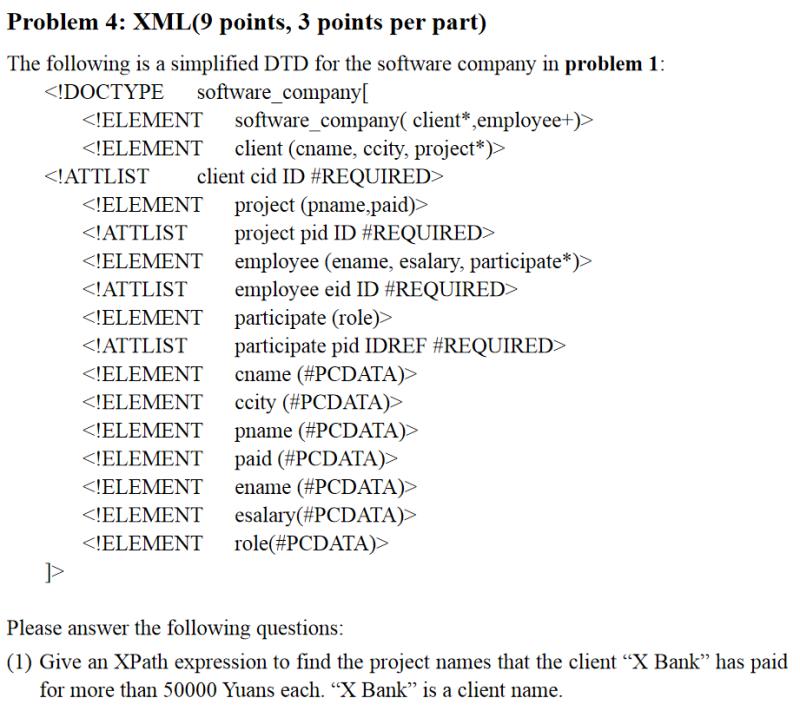 Problem 4: XML(9 points, 3 points per part)
The following is a simplified DTD for the software company in problem 1:
<!DOCTYPE software_company[
<!ELEMENT software_company( client*,employee+)>
<!ELEMENT client (cname, ccity, project*)>
<!ATTLIST client cid ID #REQUIRED>
<!ELEMENT project (pname,paid)>
<!ATTLIST project pid ID #REQUIRED>
<!ELEMENT employee (ename, esalary, participate*)>
<!ATTLIST employee eid ID #REQUIRED>
<!ELEMENT participate (role)>
<!ATTLIST participate pid IDREF #REQUIRED>
<!ELEMENT cname (#PCDATA)>
<!ELEMENT ccity (#PCDATA)>
<!ELEMENT pname (#PCDATA)>
<!ELEMENT paid (#PCDATA)>
<!ELEMENT ename (#PCDATA)>
<!ELEMENT esalary(#PCDATA)>
<!ELEMENT role(#PCDATA)>
]>
Please answer the following questions:
(1) Give an XPath expression to find the project names that the client “X Bank” has paid
for more than 50000 Yuans each. “X Bank” is a client name.